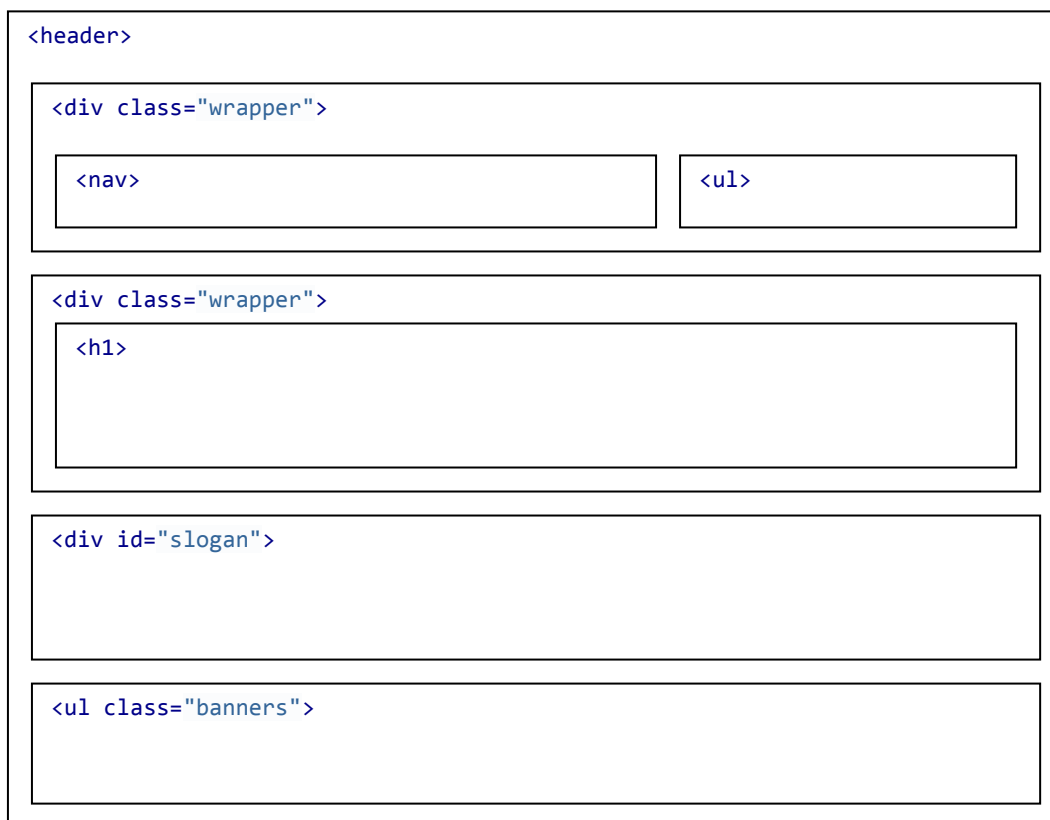 <header>
<div class="wrapper">
<nav>
<ul>
<div class="wrapper">
<h1>
<div id="slogan">
<ul class="banners">